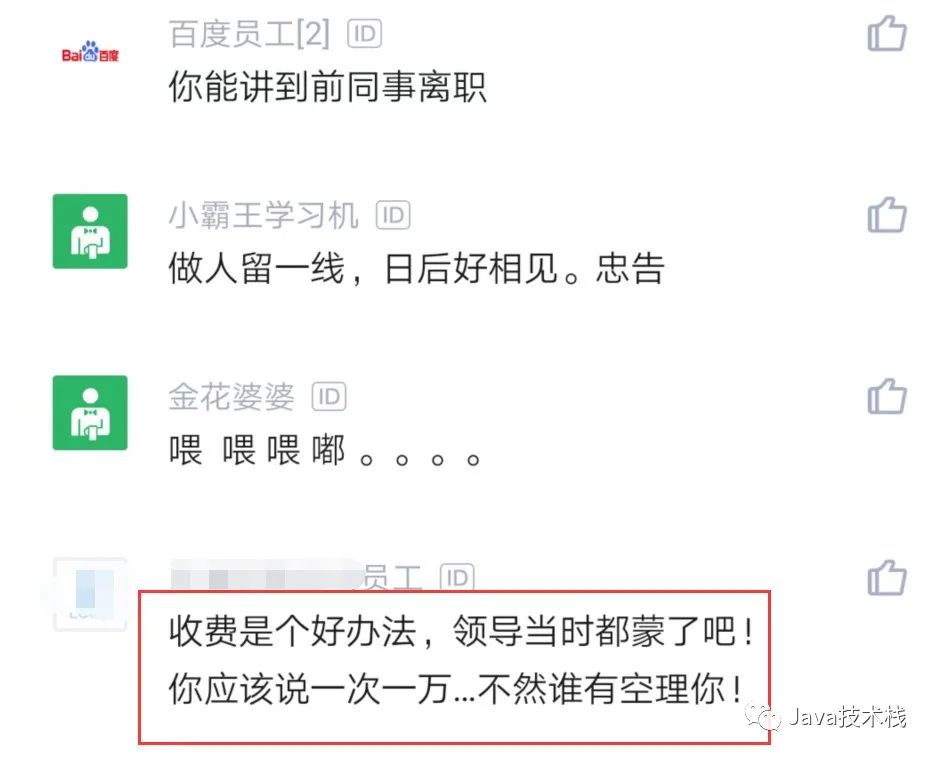 百度员工[2] ID
Bai du 百度
你能讲到前同事离职
小霸王学习机 ID
做人留一线，日后好相见。忠告
金花婆婆 ID
喂 喂 喂 嘟 。。。。
员工 ID
收费是个好办法，领导当时都蒙了吧！
你应该说一次一万...不然谁有空理你！
Java技术栈